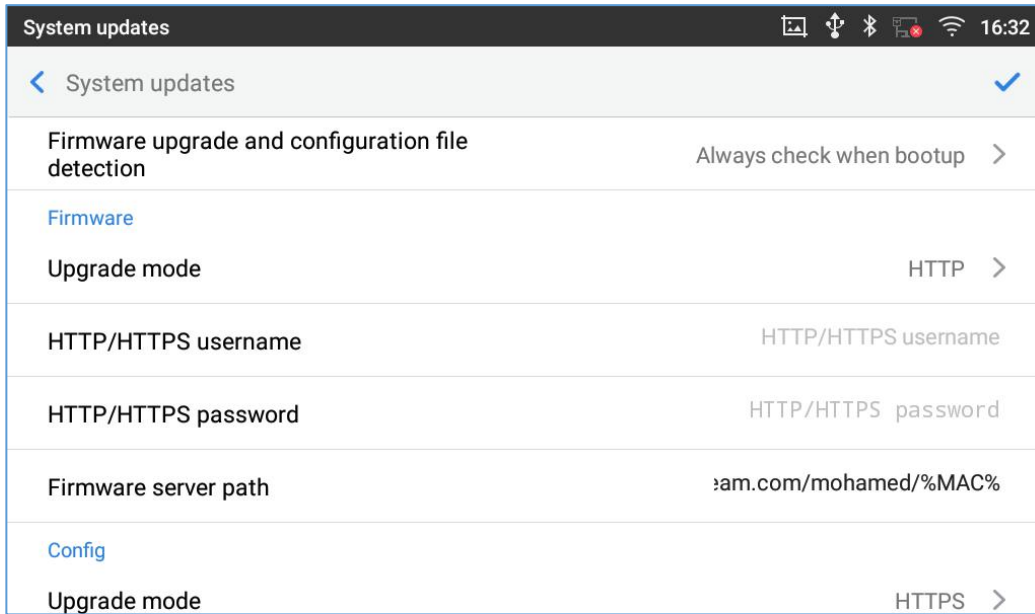 System updates
16:32
System updates
Firmware upgrade and configuration file
detection
Always check when bootup
Firmware
Upgrade mode
HTTP
HTTP/HTTPS username
HTTP/HTTPS username
HTTP/HTTPS password
HTTP/HTTPS password
Firmware server path
eam.com/mohamed/%MAC%
Config
Upgrade mode
HTTPS